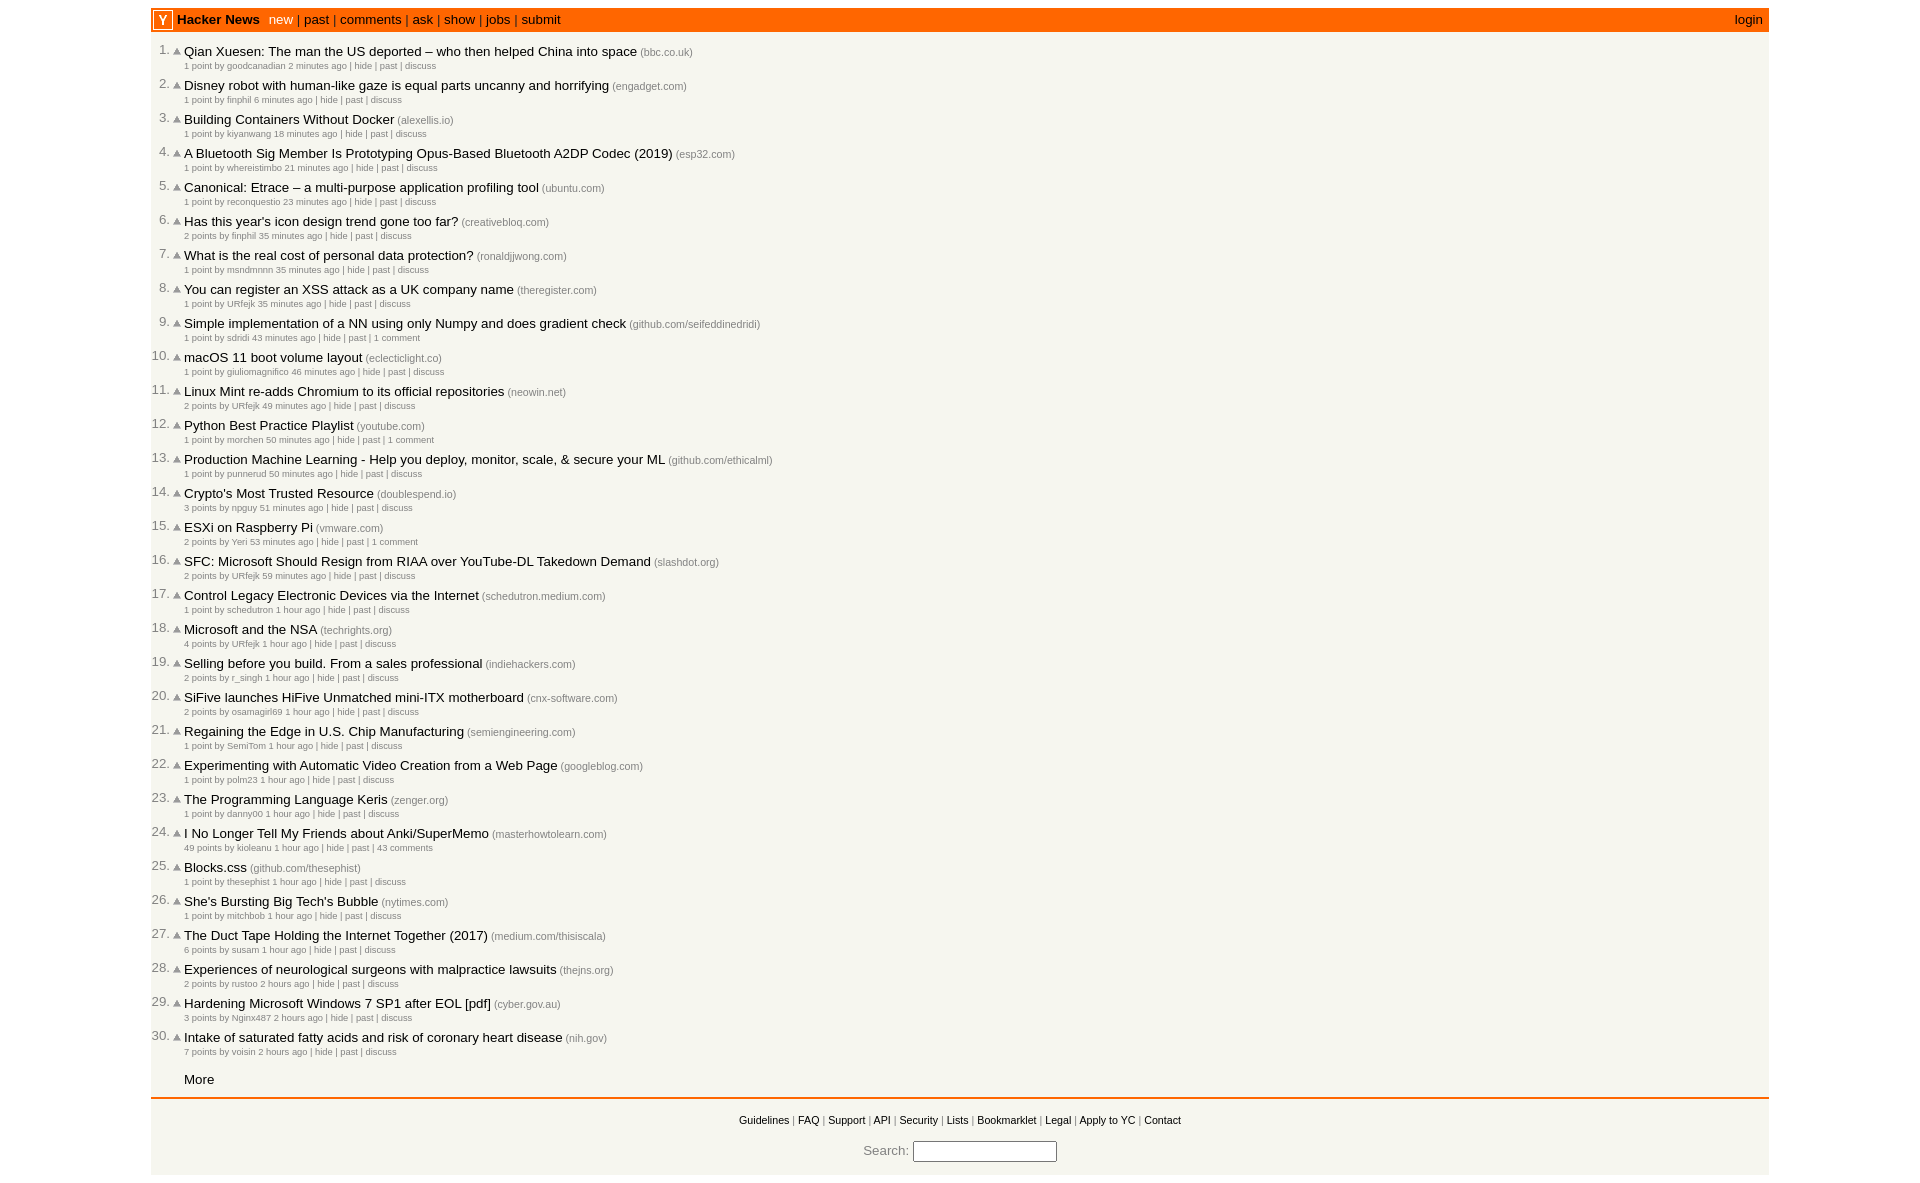 Y Hacker News new | past | comments | ask | show | jobs | submit login
1. Qian Xuesen: The man the US deported – who then helped China into space (bbc.co.uk)
1 point by goodcanadian 2 minutes ago | hide | past | discuss
2. Disney robot with human-like gaze is equal parts uncanny and horrifying (engadget.com)
1 point by finphil 6 minutes ago | hide | past | discuss
3. Building Containers Without Docker (alexellis.io)
1 point by kiyanwang 18 minutes ago | hide | past | discuss
4. A Bluetooth Sig Member Is Prototyping Opus-Based Bluetooth A2DP Codec (2019) (esp32.com)
1 point by whereistimbo 21 minutes ago | hide | past | discuss
5. Canonical: Etrace – a multi-purpose application profiling tool (ubuntu.com)
1 point by reconquestio 23 minutes ago | hide | past | discuss
6. Has this year's icon design trend gone too far? (creativebloq.com)
2 points by finphil 35 minutes ago | hide | past | discuss
7. What is the real cost of personal data protection? (ronaldjjwong.com)
1 point by msndmnnn 35 minutes ago | hide | past | discuss
8. You can register an XSS attack as a UK company name (theregister.com)
1 point by URfejk 35 minutes ago | hide | past | discuss
9. Simple implementation of a NN using only Numpy and does gradient check (github.com/seifeddinedridi)
1 point by sdridi 43 minutes ago | hide | past | 1 comment
10. macOS 11 boot volume layout (eclecticlight.co)
1 point by giuliomagnifico 46 minutes ago | hide | past | discuss
11. Linux Mint re-adds Chromium to its official repositories (neowin.net)
2 points by URfejk 49 minutes ago | hide | past | discuss
12. Python Best Practice Playlist (youtube.com)
1 point by morchen 50 minutes ago | hide | past | 1 comment
13. Production Machine Learning - Help you deploy, monitor, scale, & secure your ML (github.com/ethicalml)
1 point by punnerud 50 minutes ago | hide | past | discuss
14. Crypto's Most Trusted Resource (doublespend.io)
3 points by npguy 51 minutes ago | hide | past | discuss
15. ESXi on Raspberry Pi (vmware.com)
2 points by Yeri 53 minutes ago | hide | past | 1 comment
16. SFC: Microsoft Should Resign from RIAA over YouTube-DL Takedown Demand (slashdot.org)
2 points by URfejk 59 minutes ago | hide | past | discuss
17. Control Legacy Electronic Devices via the Internet (schedutron.medium.com)
1 point by schedutron 1 hour ago | hide | past | discuss
18. Microsoft and the NSA (techrights.org)
4 points by URfejk 1 hour ago | hide | past | discuss
19. Selling before you build. From a sales professional (indiehackers.com)
2 points by r_singh 1 hour ago | hide | past | discuss
20. SiFive launches HiFive Unmatched mini-ITX motherboard (cnx-software.com)
2 points by osamagirl69 1 hour ago | hide | past | discuss
21. Regaining the Edge in U.S. Chip Manufacturing (semiengineering.com)
1 point by SemiTom 1 hour ago | hide | past | discuss
22. Experimenting with Automatic Video Creation from a Web Page (googleblog.com)
1 point by polm23 1 hour ago | hide | past | discuss
23. The Programming Language Keris (zenger.org)
1 point by danny00 1 hour ago | hide | past | discuss
24. I No Longer Tell My Friends about Anki/SuperMemo (masterhowtolearn.com)
49 points by kioleanu 1 hour ago | hide | past | 43 comments
25. Blocks.css (github.com/thesephist)
1 point by thesephist 1 hour ago | hide | past | discuss
26. She's Bursting Big Tech's Bubble (nytimes.com)
1 point by mitchbob 1 hour ago | hide | past | discuss
27. The Duct Tape Holding the Internet Together (2017) (medium.com/thisiscala)
6 points by susam 1 hour ago | hide | past | discuss
28. Experiences of neurological surgeons with malpractice lawsuits (thejns.org)
2 points by rustoo 2 hours ago | hide | past | discuss
29. Hardening Microsoft Windows 7 SP1 after EOL [pdf] (cyber.gov.au)
3 points by Nginx487 2 hours ago | hide | past | discuss
30. Intake of saturated fatty acids and risk of coronary heart disease (nih.gov)
7 points by voisin 2 hours ago | hide | past | discuss
More
Guidelines | FAQ | Support | API | Security | Lists | Bookmarklet | Legal | Apply to YC | Contact
Search: